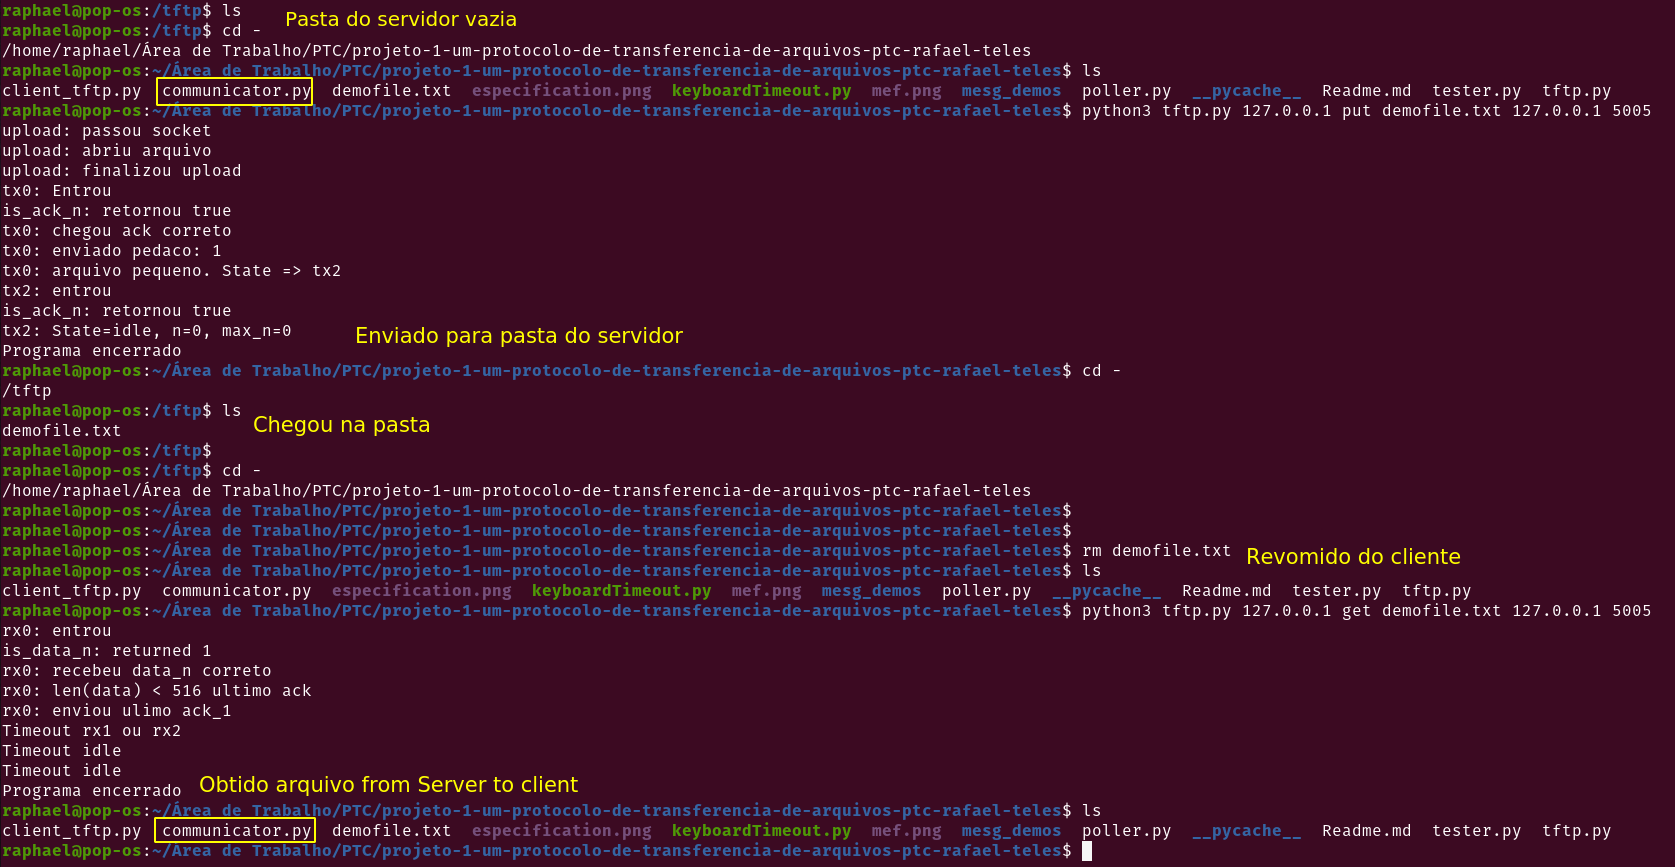 raphael@pop-os:/tftp$ ls
Pasta do servidor vazia
raphael@pop-os:/tftp$ cd -
/home/raphael/Área de Trabalho/PTC/projeto-1-um-protocolo-de-transferencia-de-arquivos-ptc-rafael-teles
raphael@pop-os:~/Área de Trabalho/PTC/projeto-1-um-protocolo-de-transferencia-de-arquivos-ptc-rafael-teles$ ls
client_tftp.py communicator.py demofile.txt especification.png keyboardTimeout.py mef.png mesg_demos poller.py __pycache__ Readme.md tester.py tftp.py
raphael@pop-os:~/Área de Trabalho/PTC/projeto-1-um-protocolo-de-transferencia-de-arquivos-ptc-rafael-teles$ python3 tftp.py 127.0.0.1 put demofile.txt 127.0.0.1 5005
upload: passou socket
upload: abriu arquivo
upload: finalizou upload
tx0: Entrou
is_ack_n: retornou true
tx0: chegou ack correto
tx0: enviado pedaco: 1
tx0: arquivo pequeno. State => tx2
tx2: entrou
is_ack_n: retornou true
tx2: State=idle, n=0, max_n=0
Enviado para pasta do servidor
Programa encerrado
raphael@pop-os:~/Área de Trabalho/PTC/projeto-1-um-protocolo-de-transferencia-de-arquivos-ptc-rafael-teles$ cd -
/tftp
raphael@pop-os:/tftp$ ls
Chegou na pasta
demofile.txt
raphael@pop-os:/tftp$
raphael@pop-os:/tftp$ cd -
/home/raphael/Área de Trabalho/PTC/projeto-1-um-protocolo-de-transferencia-de-arquivos-ptc-rafael-teles
raphael@pop-os:~/Área de Trabalho/PTC/projeto-1-um-protocolo-de-transferencia-de-arquivos-ptc-rafael-teles$
raphael@pop-os:~/Área de Trabalho/PTC/projeto-1-um-protocolo-de-transferencia-de-arquivos-ptc-rafael-teles$
raphael@pop-os:~/Área de Trabalho/PTC/projeto-1-um-protocolo-de-transferencia-de-arquivos-ptc-rafael-teles$ rm demofile.txt
Revomido do cliente
raphael@pop-os:~/Área de Trabalho/PTC/projeto-1-um-protocolo-de-transferencia-de-arquivos-ptc-rafael-teles$ ls
client_tftp.py communicator.py especification.png keyboardTimeout.py mef.png mesg_demos poller.py __pycache__ Readme.md tester.py tftp.py
raphael@pop-os:~/Área de Trabalho/PTC/projeto-1-um-protocolo-de-transferencia-de-arquivos-ptc-rafael-teles$ python3 tftp.py 127.0.0.1 get demofile.txt 127.0.0.1 5005
rx0: entrou
is_data_n: returned 1
rx0: recebeu data_n correto
rx0: len(data) < 516 ultimo ack
rx0: enviou ulimo ack_1
Timeout rx1 ou rx2
Timeout idle
Timeout idle
Programa encerrado
Obtido arquivo from Server to client
raphael@pop-os:~/Área de Trabalho/PTC/projeto-1-um-protocolo-de-transferencia-de-arquivos-ptc-rafael-teles$ ls
client_tftp.py communicator.py demofile.txt especification.png keyboardTimeout.py mef.png mesg_demos poller.py __pycache__ Readme.md tester.py tftp.py
raphael@pop-os:~/Área de Trabalho/PTC/projeto-1-um-protocolo-de-transferencia-de-arquivos-ptc-rafael-teles$